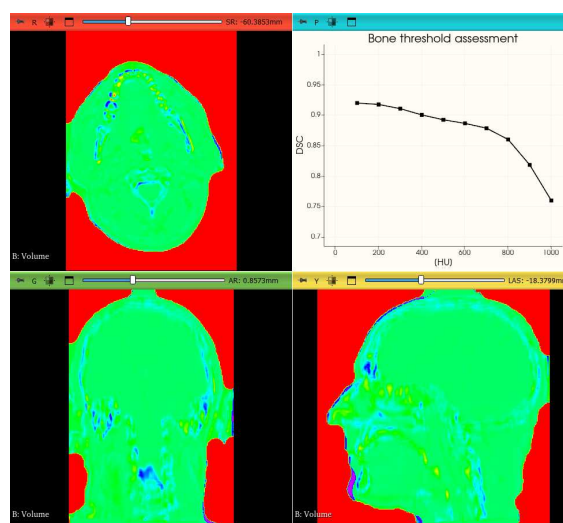 R SR: -60.3853mm
B: Volume
P
Bone threshold assessment
1
0.95
0.9
0.85
0.8
0.75
0.7
DSC
0 200 400 600 800 1000
(HU)
G AR: 0.8573mm
B: Volume
Y LAS: -18.3799mm
B: Volume